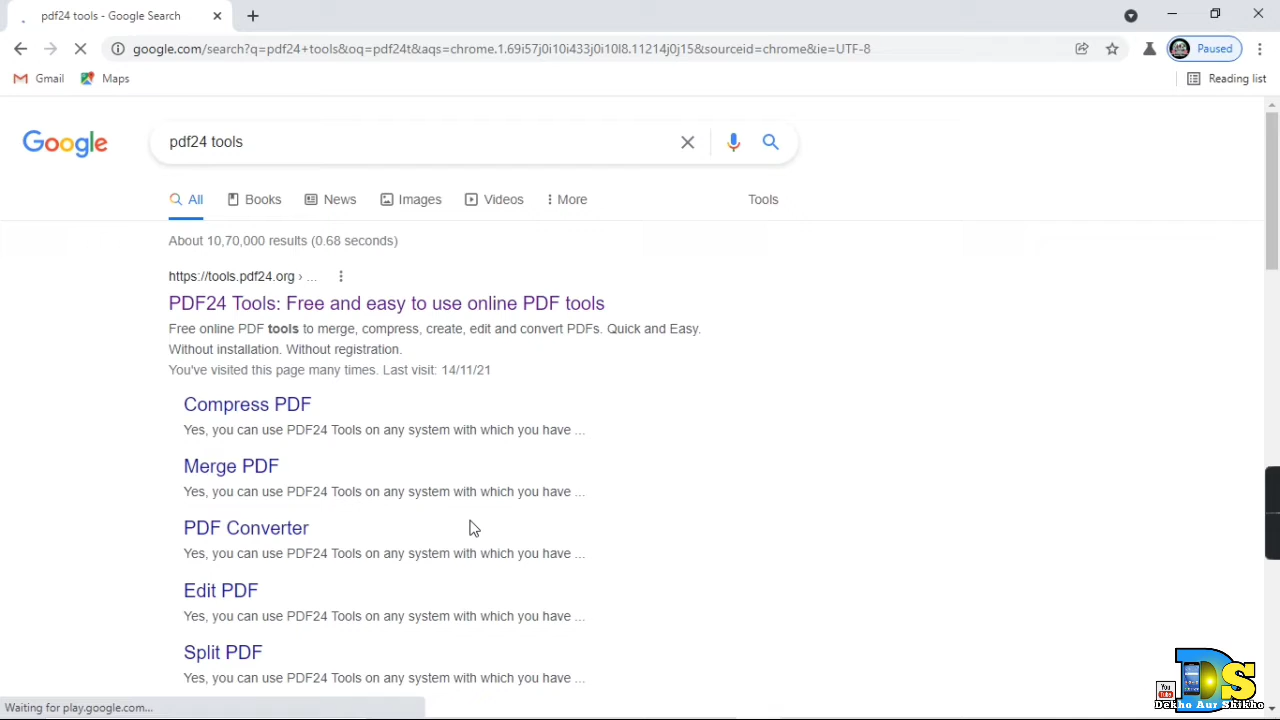 pdf24 tools - Google Search
google.com/search?q=pdf24+tools&oq=pdf24t&aqs=chrome.1.69i57j0i10i433j0i10l8.11214j0j15&sourceid=chrome&ie=UTF-8
Paused
Gmail
Maps
Reading list
Google
pdf24 tools
All
Books
News
Images
Videos
More
Tools
About 10,70,000 results (0.68 seconds)
https://tools.pdf24.org › ...
PDF24 Tools: Free and easy to use online PDF tools
Free online PDF tools to merge, compress, create, edit and convert PDFs. Quick and Easy.
Without installation. Without registration.
You've visited this page many times. Last visit: 14/11/21
Compress PDF
Yes, you can use PDF24 Tools on any system with which you have ...
Merge PDF
Yes, you can use PDF24 Tools on any system with which you have ...
PDF Converter
Yes, you can use PDF24 Tools on any system with which you have ...
Edit PDF
Yes, you can use PDF24 Tools on any system with which you have ...
Split PDF
Yes, you can use PDF24 Tools on any system with which you have ...
Waiting for play.google.com...
DS
You Tube
Dekho Aur Shikho